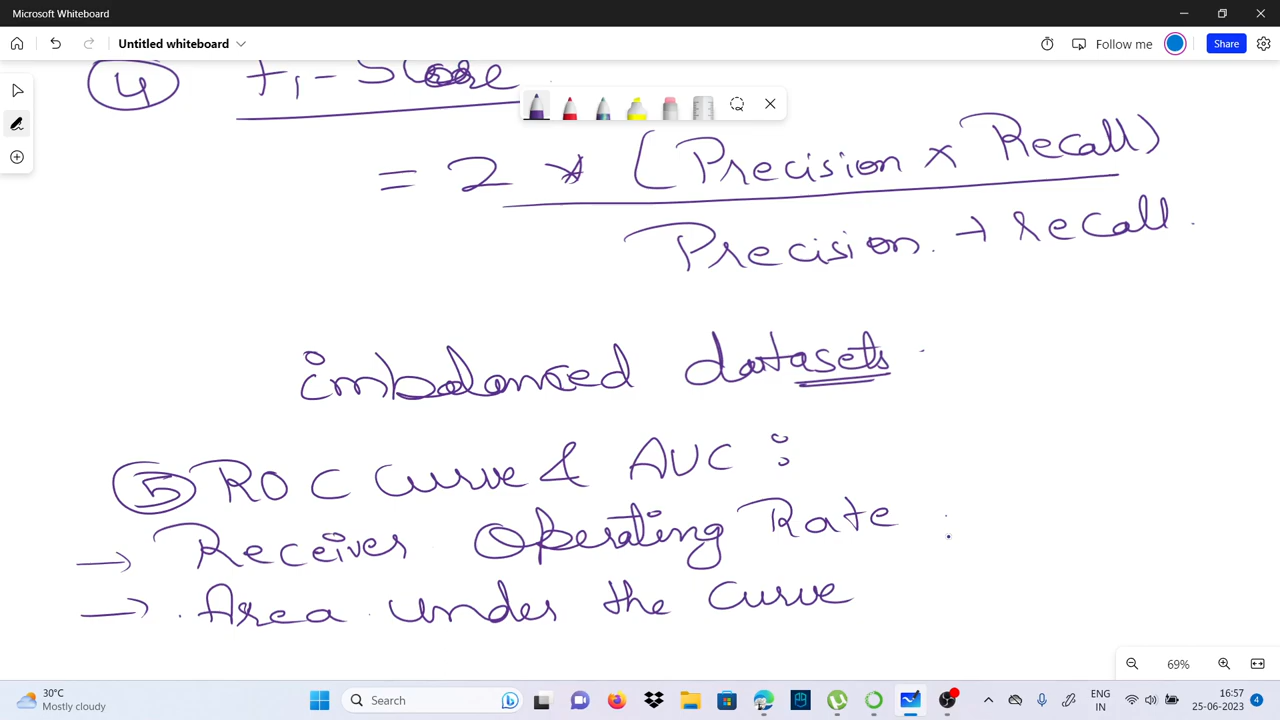 Microsoft Whiteboard
Untitled whiteboard
Follow me
Share
4 F1 - Score
= 2 * (Precision × Recall)
Precision + recall.
imbalanced datasets.
5 ROC Curve & AUC :
→ Receiver Operating Rate :
→ Area under the curve
69%
30°C
Mostly clou
Search
ENG
IN
16:57
25-06-2023
4